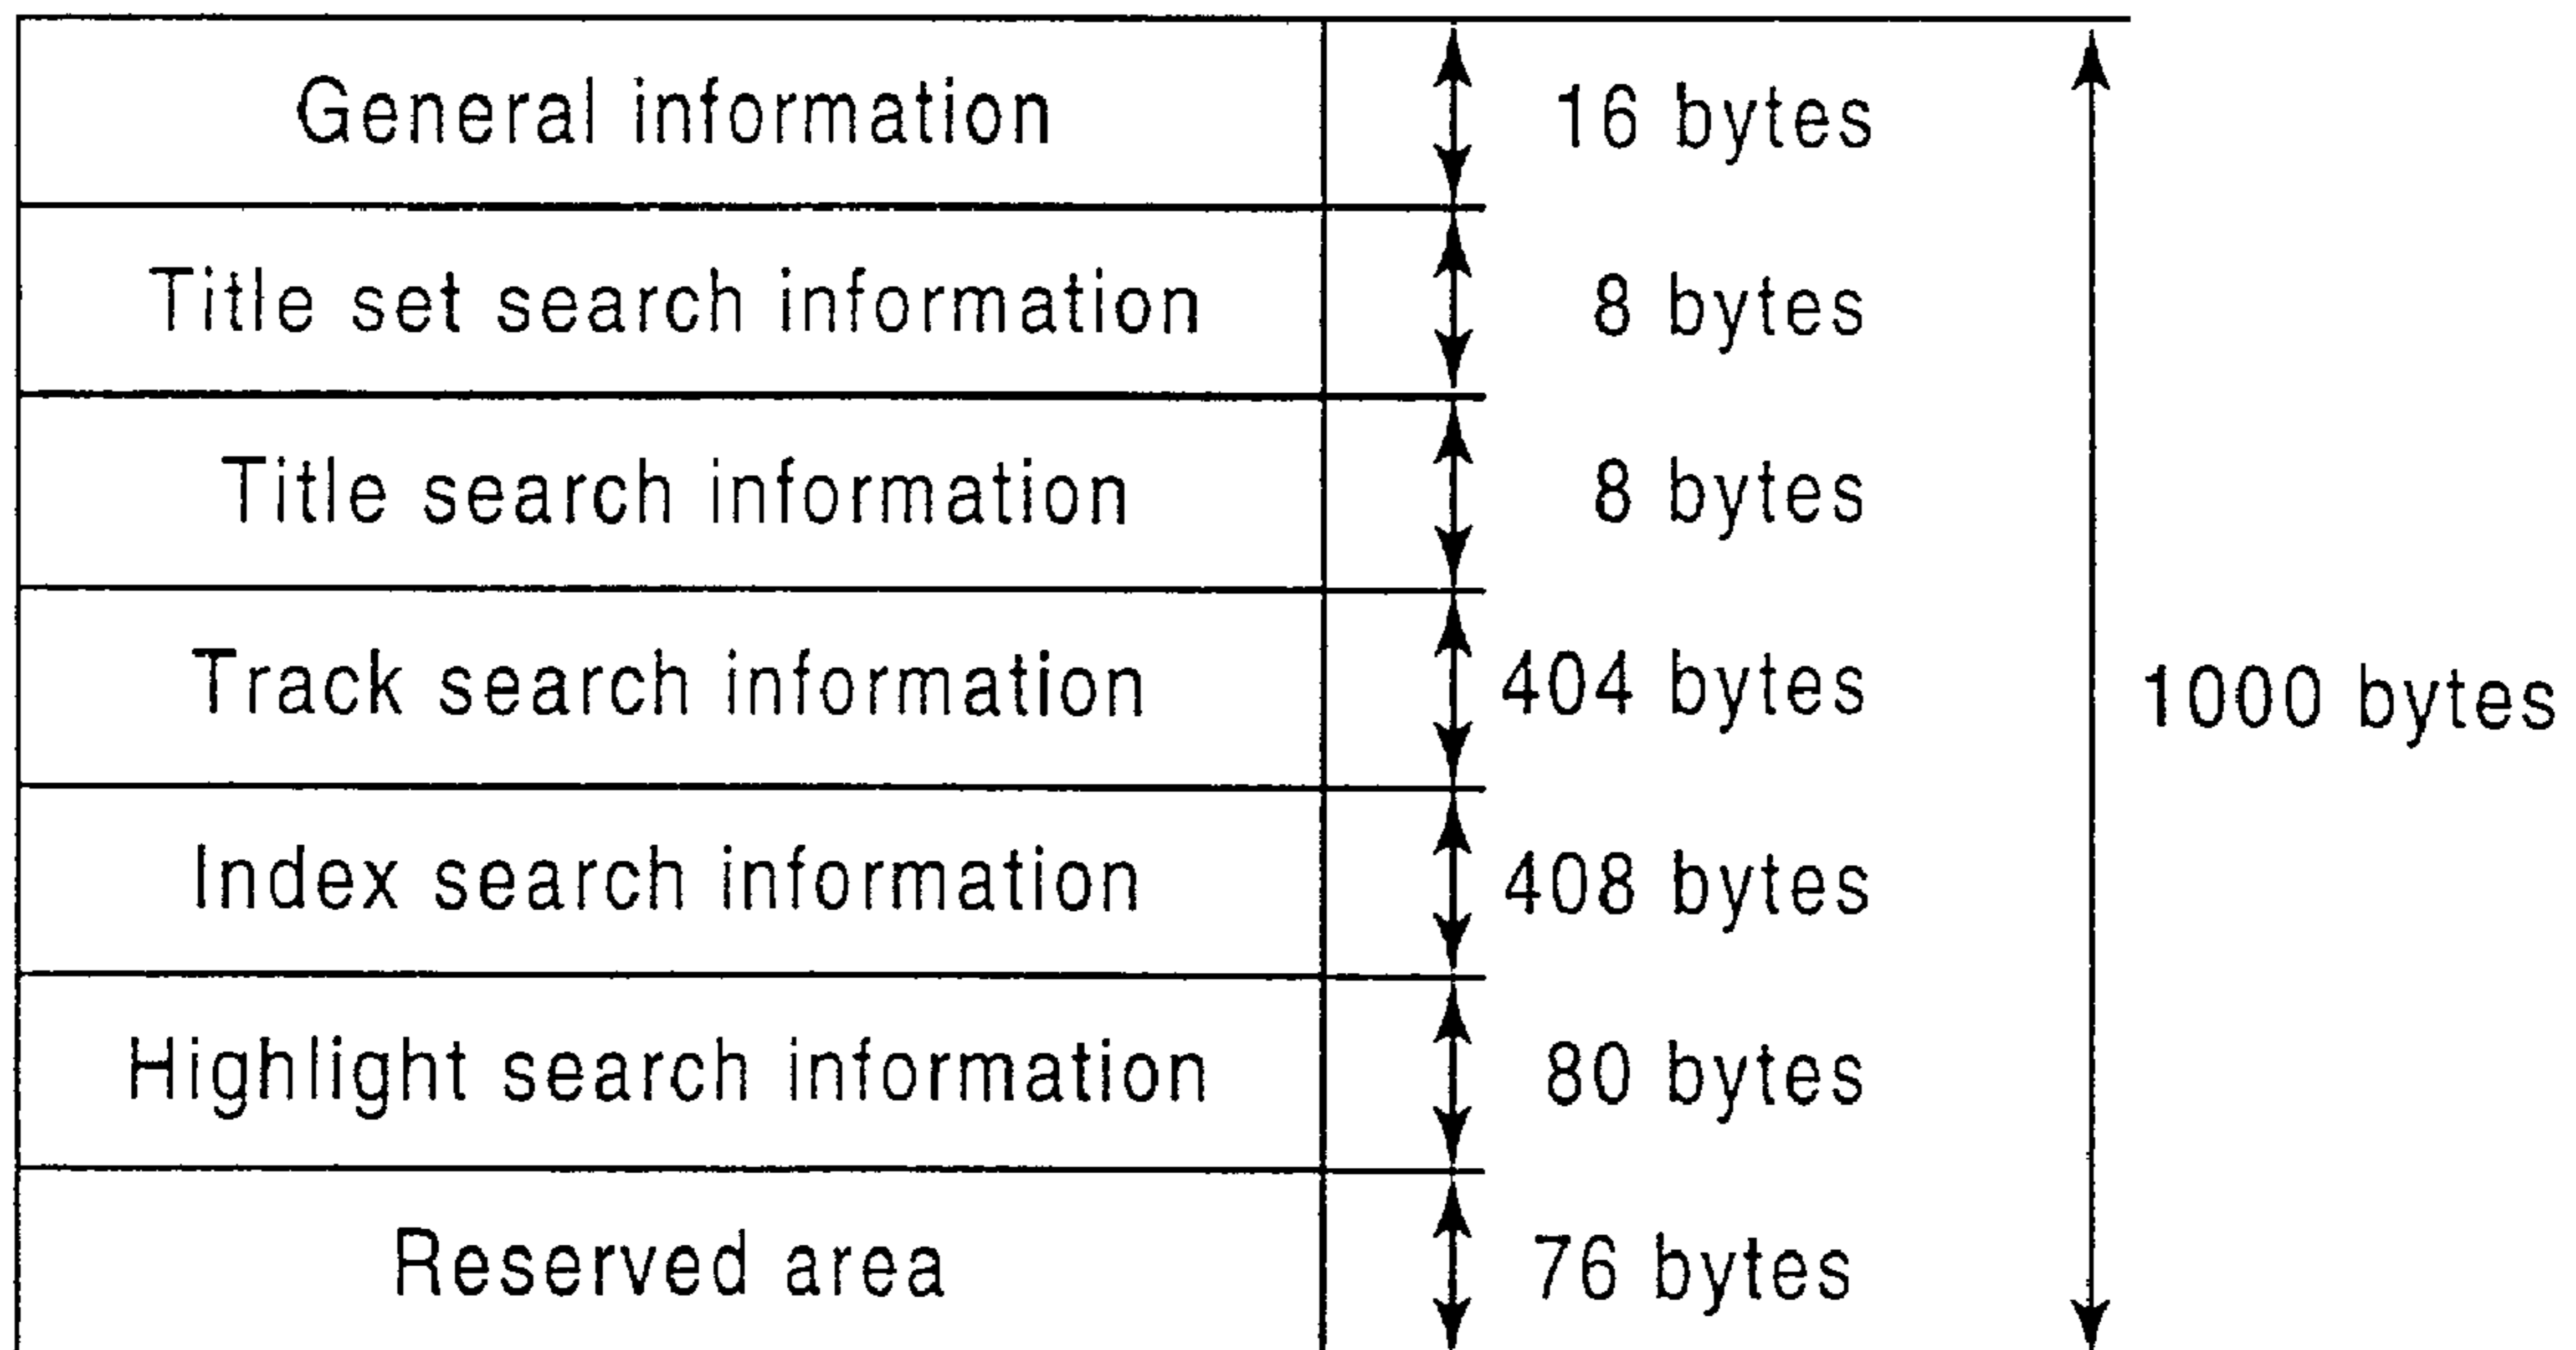 General information 16 bytes
Title set search information 8 bytes
Title search information 8 bytes
Track search information 404 bytes
1000 bytes
Index search information 408 bytes
Highlight search information 80 bytes
Reserved area 76 bytes